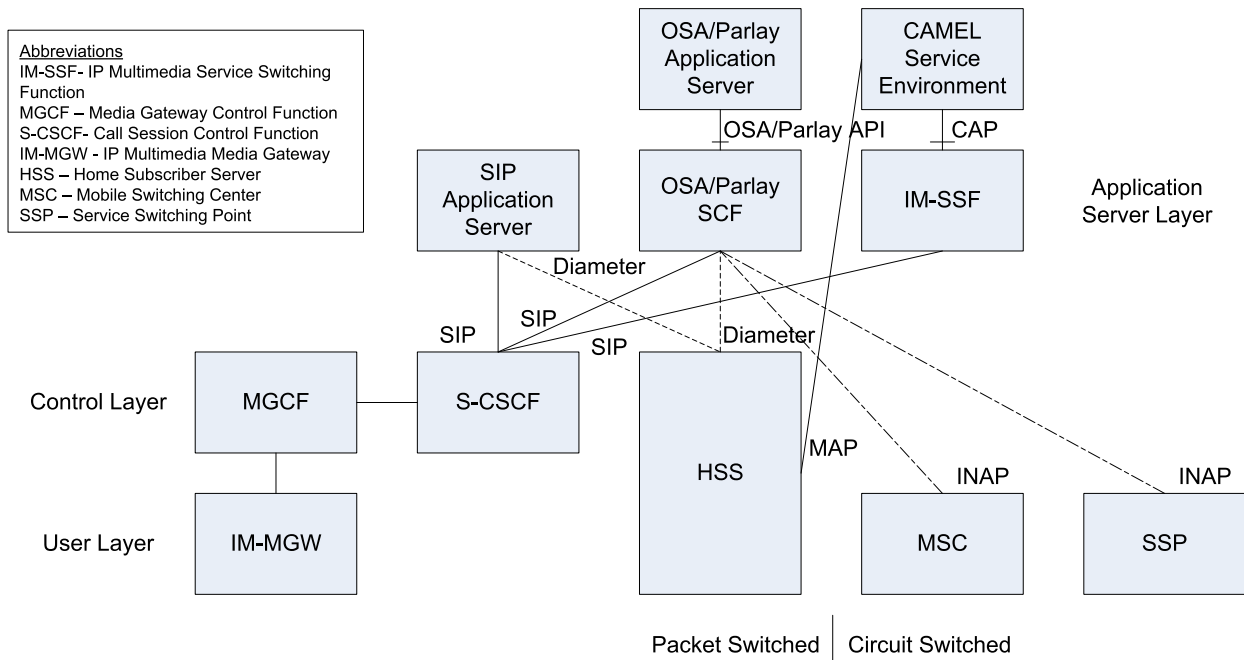 Abbreviations
IM-SSF- IP Multimedia Service Switching
Function
MGCF – Media Gateway Control Function
S-CSCF- Call Session Control Function
IM-MGW - IP Multimedia Media Gateway
HSS – Home Subscriber Server
MSC – Mobile Switching Center
SSP – Service Switching Point
OSA/Parlay
Application
Server
CAMEL
Service
Environment
OSA/Parlay API
CAP
SIP
Application
Server
OSA/Parlay
SCF
IM-SSF
Application
Server Layer
Diameter
SIP
SIP
SIP
Diameter
Control Layer
MGCF
S-CSCF
HSS
MAP
INAP
INAP
User Layer
IM-MGW
MSC
SSP
Packet Switched
Circuit Switched